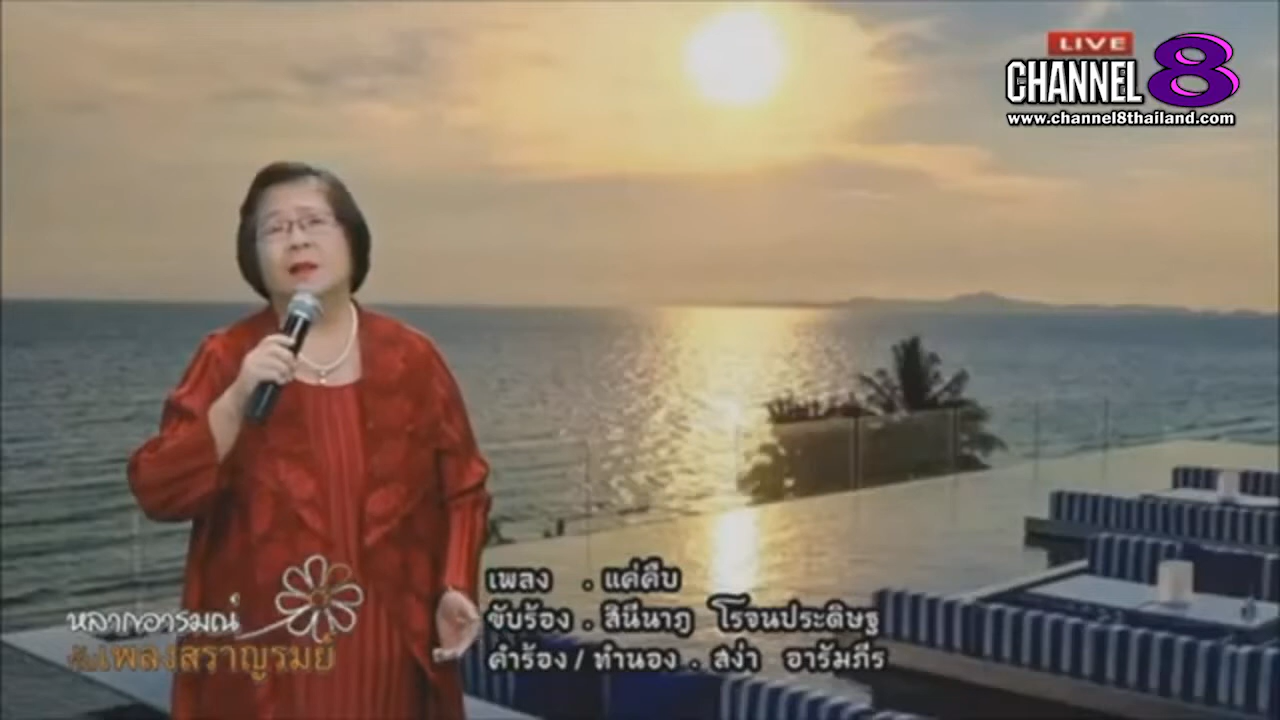 LIVE
CHANNEL 8
www.channel8thailand.com
เพลง . แค่คืบ
ขับร้อง . สินีนาฎ โรจนประดิษฐ
คำร้อง / ทำนอง . สง่า อารัมภีร
หลากอารมณ์
กับเพลงสราญรมย์